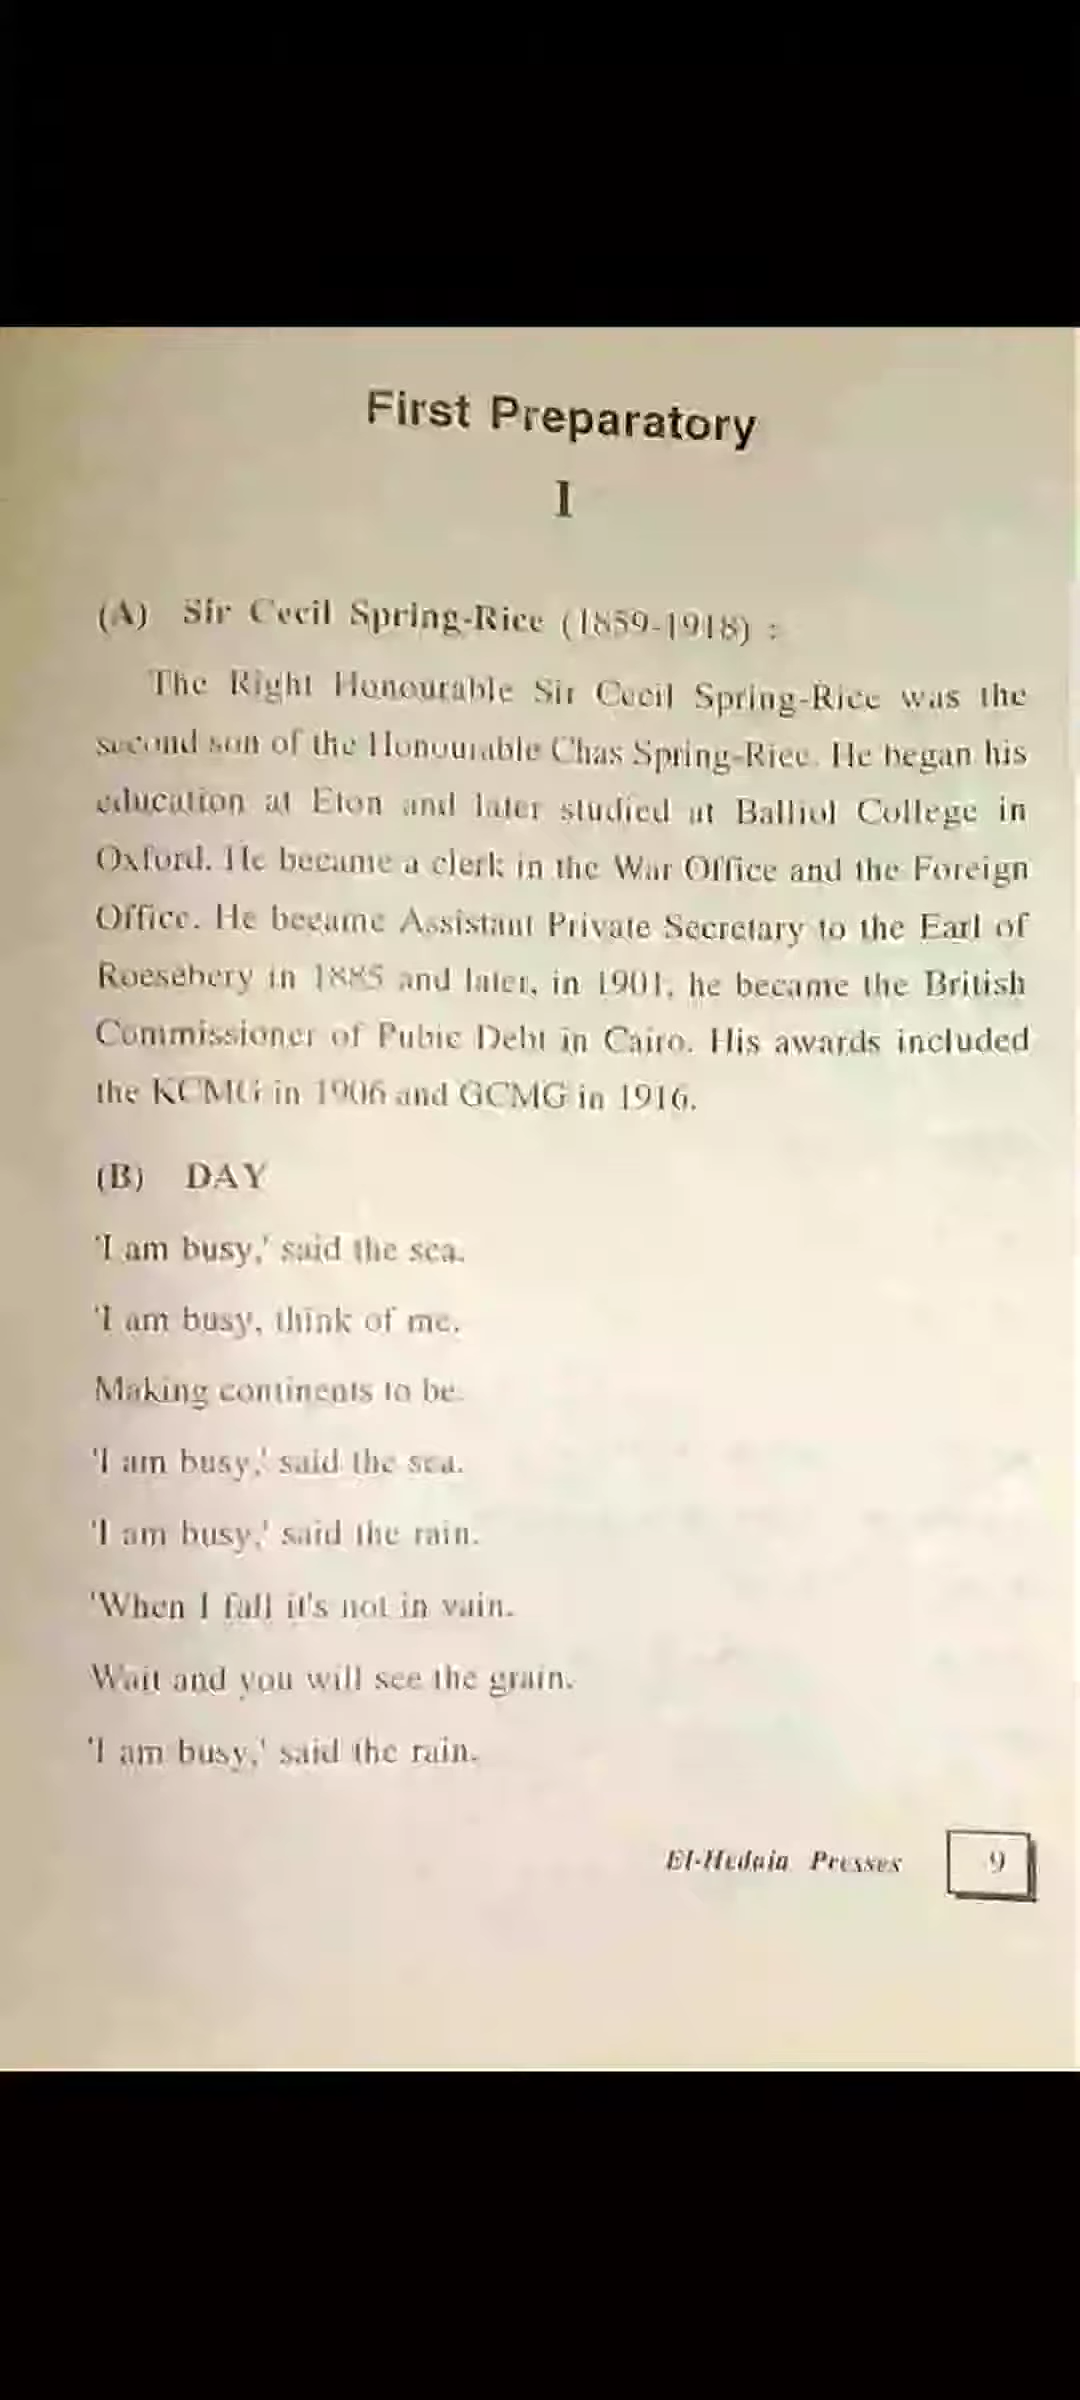 First Preparatory
I
(A) Sir Cecil Spring-Rice (1859-1918) :
The Right Honourable Sir Cecil Spring-Rice was the
second son of the Honourable Chas Spring-Rice. He began his
education at Eton and later studied at Balliol College in
Oxford. He became a clerk in the War Office and the Foreign
Office. He became Assistant Private Secretary to the Earl of
Roesebery in 1885 and later, in 1901, he became the British
Commissioner of Pubic Debt in Cairo. His awards included
the KCMG in 1906 and GCMG in 1916.
(B) DAY
'I am busy,' said the sea.
'I am busy, think of me.
Making continents to be.
'I am busy,' said the sea.
'I am busy,' said the rain.
'When I fall it's not in vain.
Wait and you will see the grain.
'I am busy,' said the rain.
El-Hedaia Presses 9